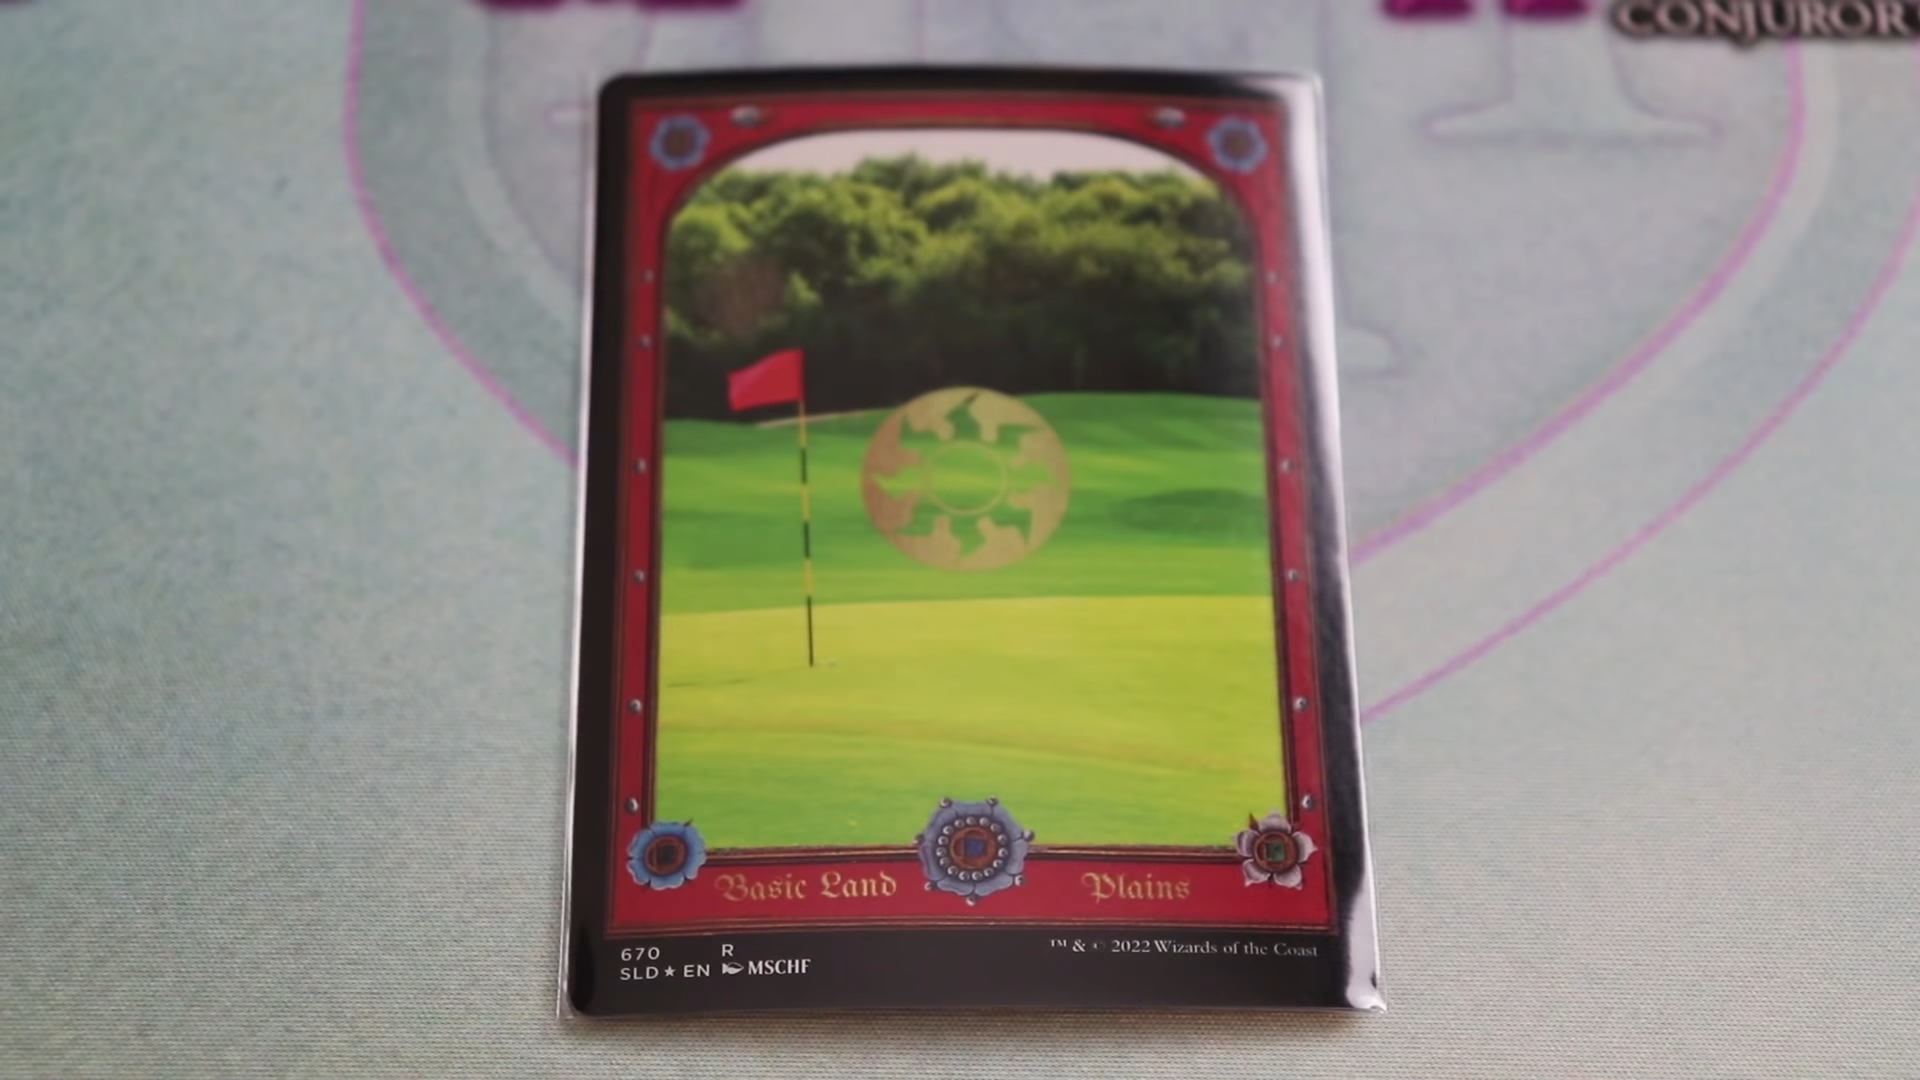 CONJUROR
Basic Land Plains
670 R
SLD★EN MSCHF
™ & © 2022 Wizards of the Coast